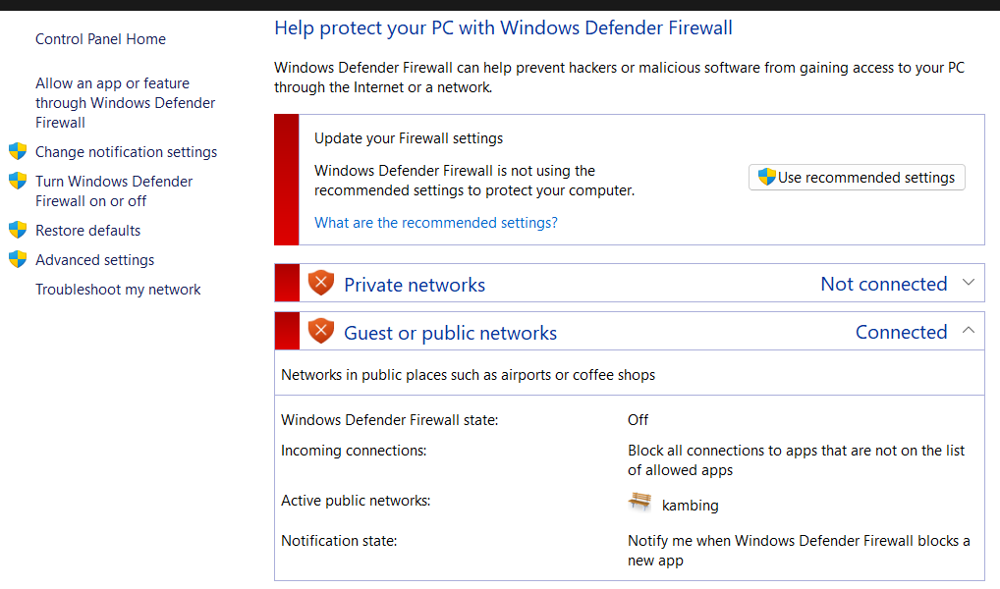 Control Panel Home
Allow an app or feature
through Windows Defender
Firewall
Change notification settings
Turn Windows Defender
Firewall on or off
Restore defaults
Advanced settings
Troubleshoot my network
Help protect your PC with Windows Defender Firewall
Windows Defender Firewall can help prevent hackers or malicious software from gaining access to your PC
through the Internet or a network.
Update your Firewall settings
Windows Defender Firewall is not using the
recommended settings to protect your computer.
Use recommended settings
What are the recommended settings?
Private networks Not connected
Guest or public networks Connected
Networks in public places such as airports or coffee shops
Windows Defender Firewall state: Off
Incoming connections: Block all connections to apps that are not on the list
of allowed apps
Active public networks: kambing
Notification state: Notify me when Windows Defender Firewall blocks a
new app